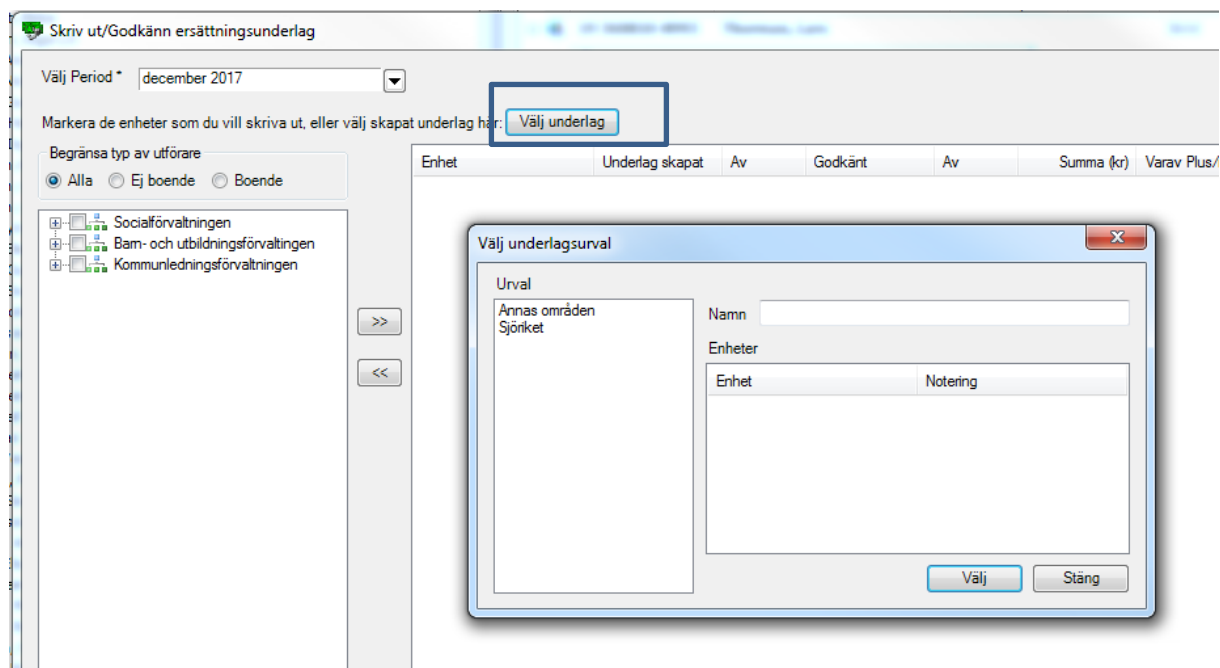 Skriv ut/Godkänn ersättningsunderlag
Välj Period * december 2017
Markera de enheter som du vill skriva ut, eller välj skapat underlag här: Välj underlag
Begränsa typ av utförare
Alla Ej boende Boende
Enhet Underlag skapat Av Godkänt Av Summa (kr) Varav Plus/
Socialförvaltningen
Barn- och utbildningsförvaltingen
Kommunledningsförvaltningen
>>
<<
Välj underlagsurval
Urval
Annas områden
Sjöriket
Namn
Enheter
Enhet Notering
Välj Stäng